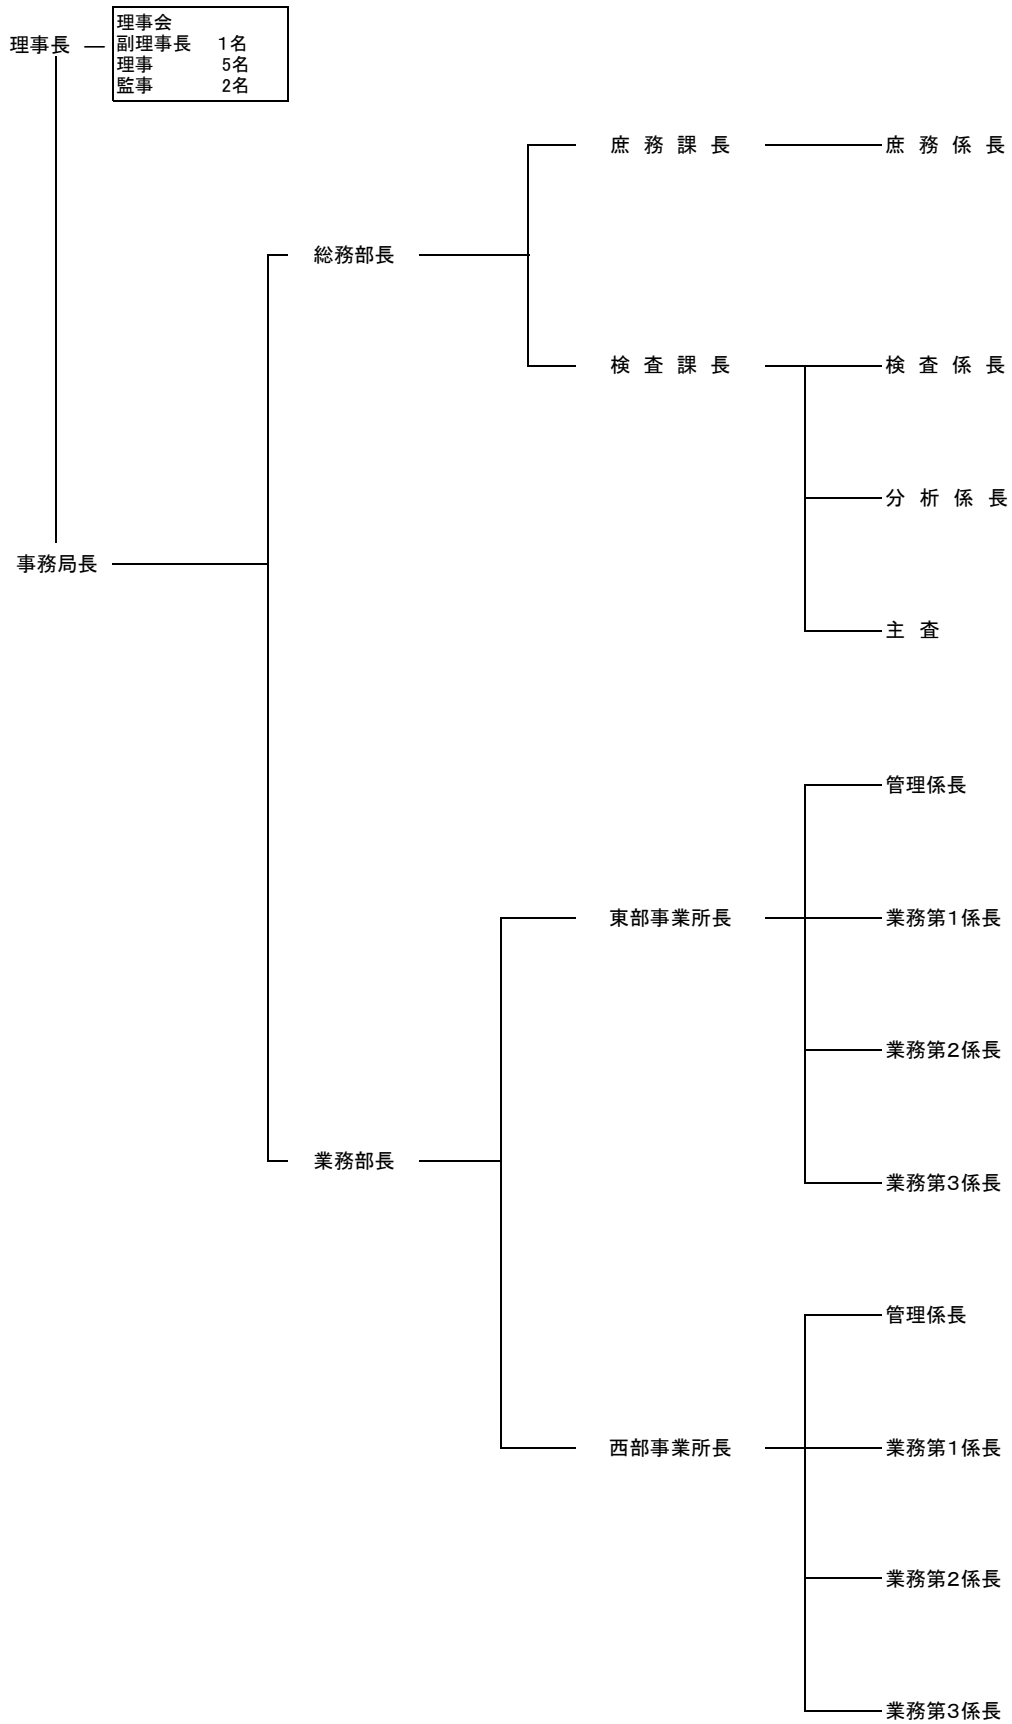 理事長 ―
理事会
副理事長 1名
理事 5名
監事 2名
庶 務 課 長
庶 務 係 長
総務部長
検 査 課 長
検 査 係 長
分 析 係 長
事務局長
主 査
管理係長
東部事業所長
業務第1係長
業務第2係長
業務部長
業務第3係長
管理係長
西部事業所長
業務第1係長
業務第2係長
業務第3係長